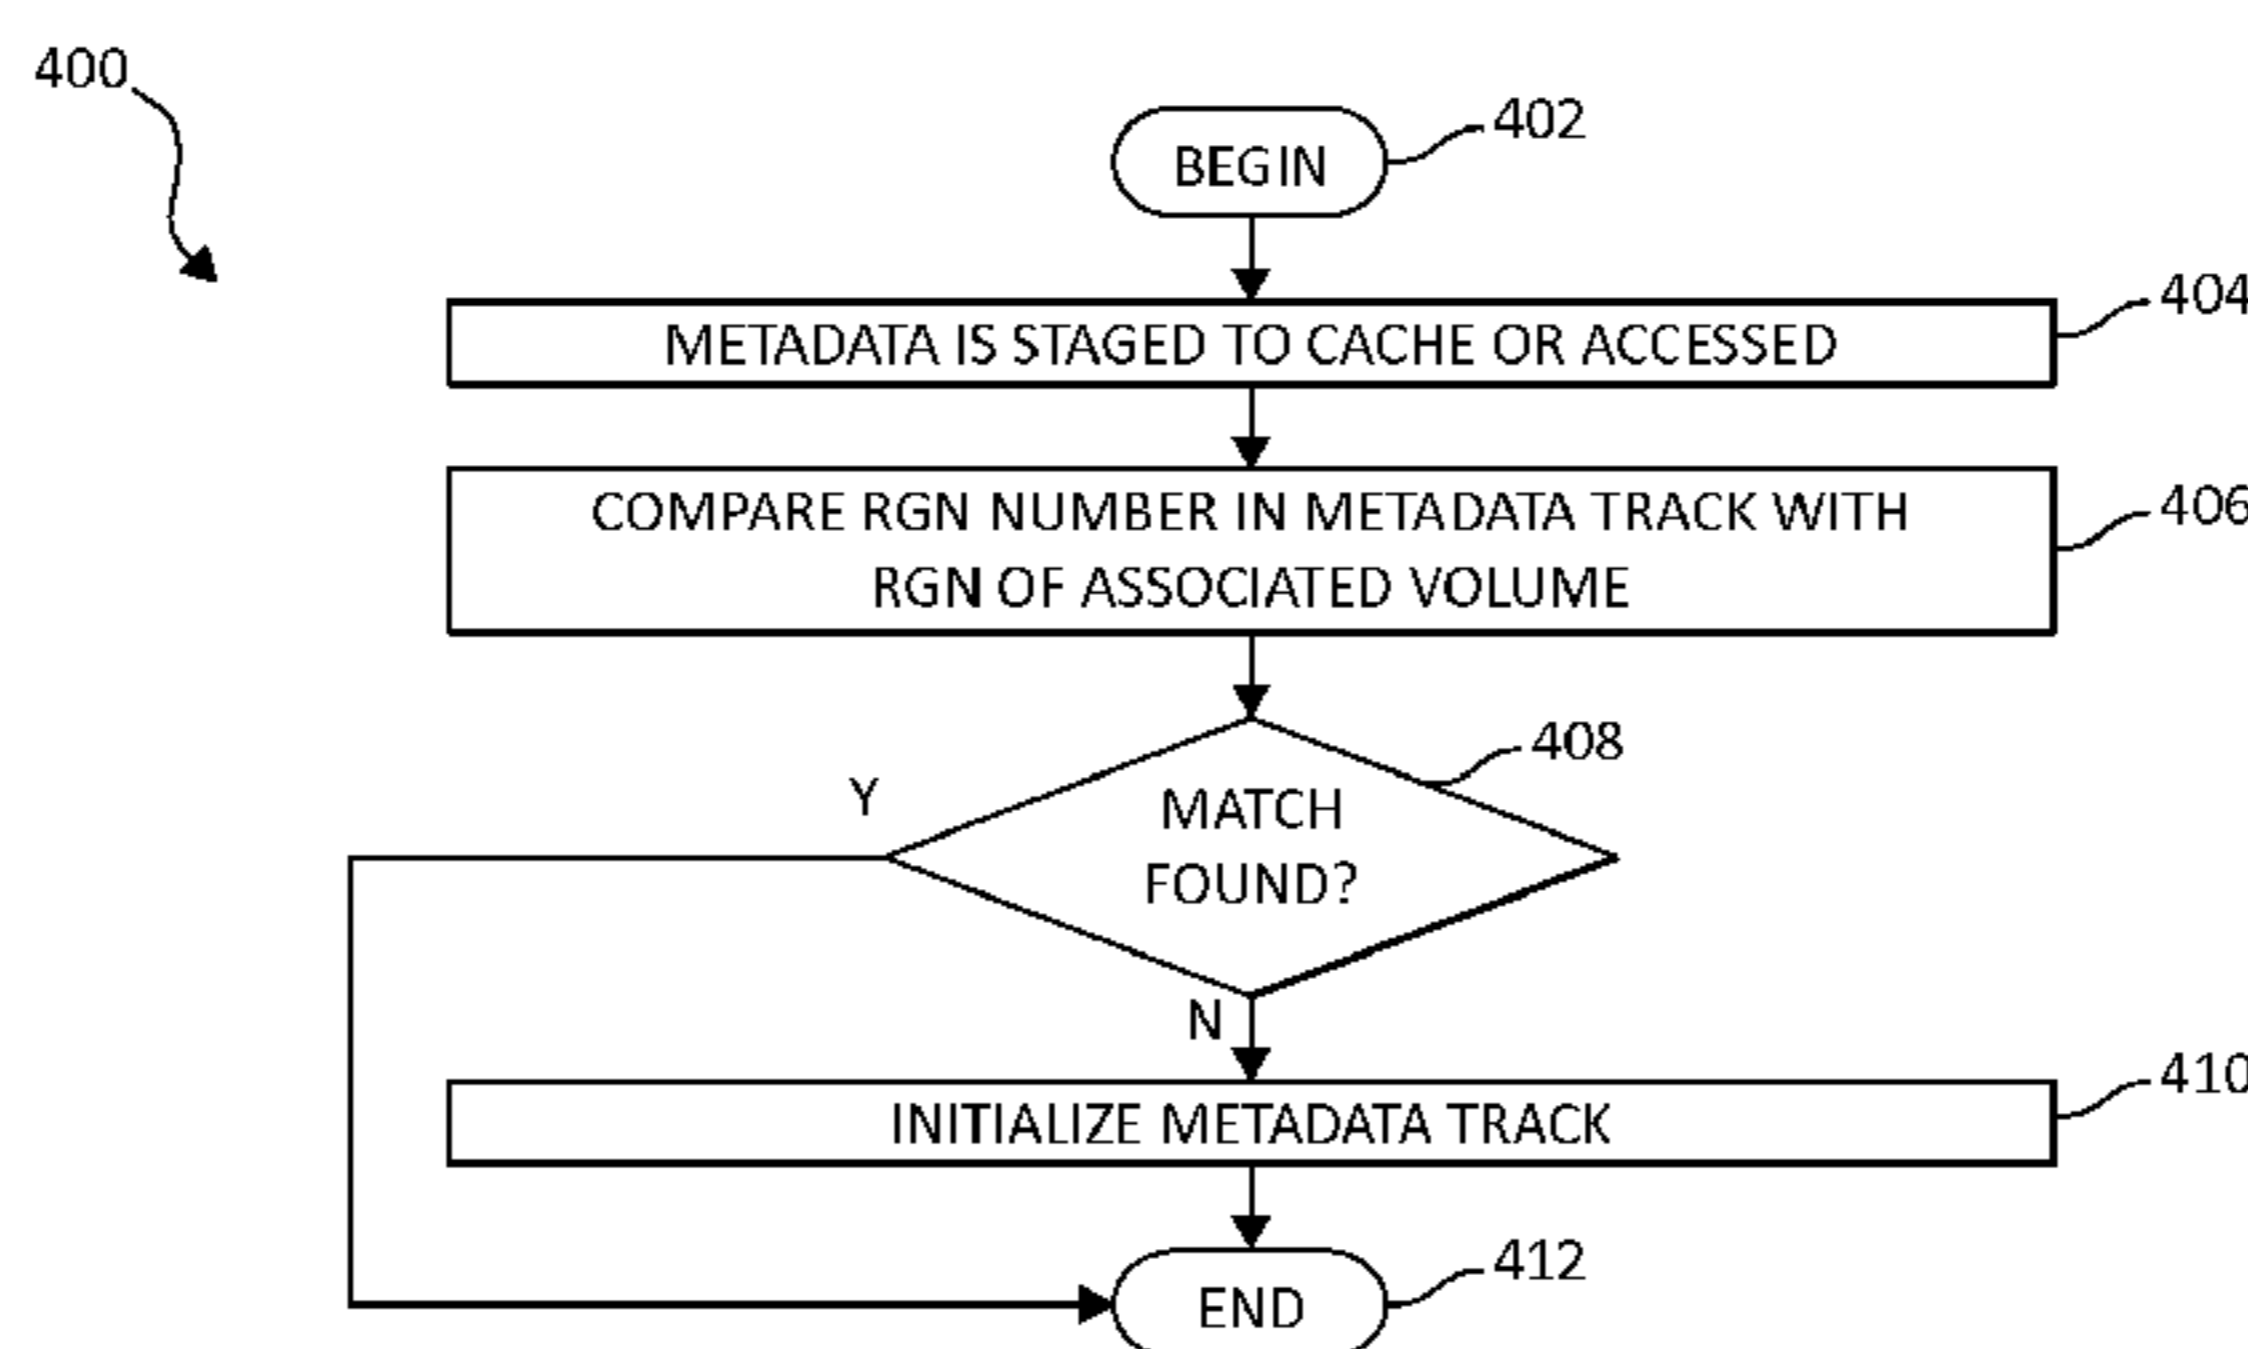 400
402
BEGIN
404
METADATA IS STAGED TO CACHE OR ACCESSED
406
COMPARE RGN NUMBER IN METADATA TRACK WITH
RGN OF ASSOCIATED VOLUME
408
Y
MATCH
FOUND?
N
410
INITIALIZE METADATA TRACK
412
END